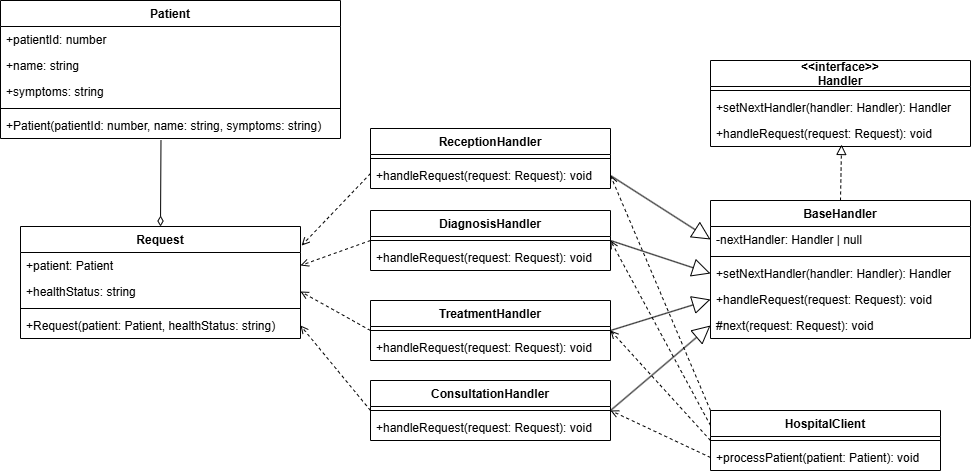 Patient
+patientId: number
+name: string
+symptoms: string
+Patient(patientId: number, name: string, symptoms: string)
Request
+patient: Patient
+healthStatus: string
+Request(patient: Patient, healthStatus: string)
ReceptionHandler
+handleRequest(request: Request): void
DiagnosisHandler
+handleRequest(request: Request): void
TreatmentHandler
+handleRequest(request: Request): void
ConsultationHandler
+handleRequest(request: Request): void
<<interface>>
Handler
+setNextHandler(handler: Handler): Handler
+handleRequest(request: Request): void
BaseHandler
-nextHandler: Handler | null
+setNextHandler(handler: Handler): Handler
+handleRequest(request: Request): void
#next(request: Request): void
HospitalClient
+processPatient(patient: Patient): void